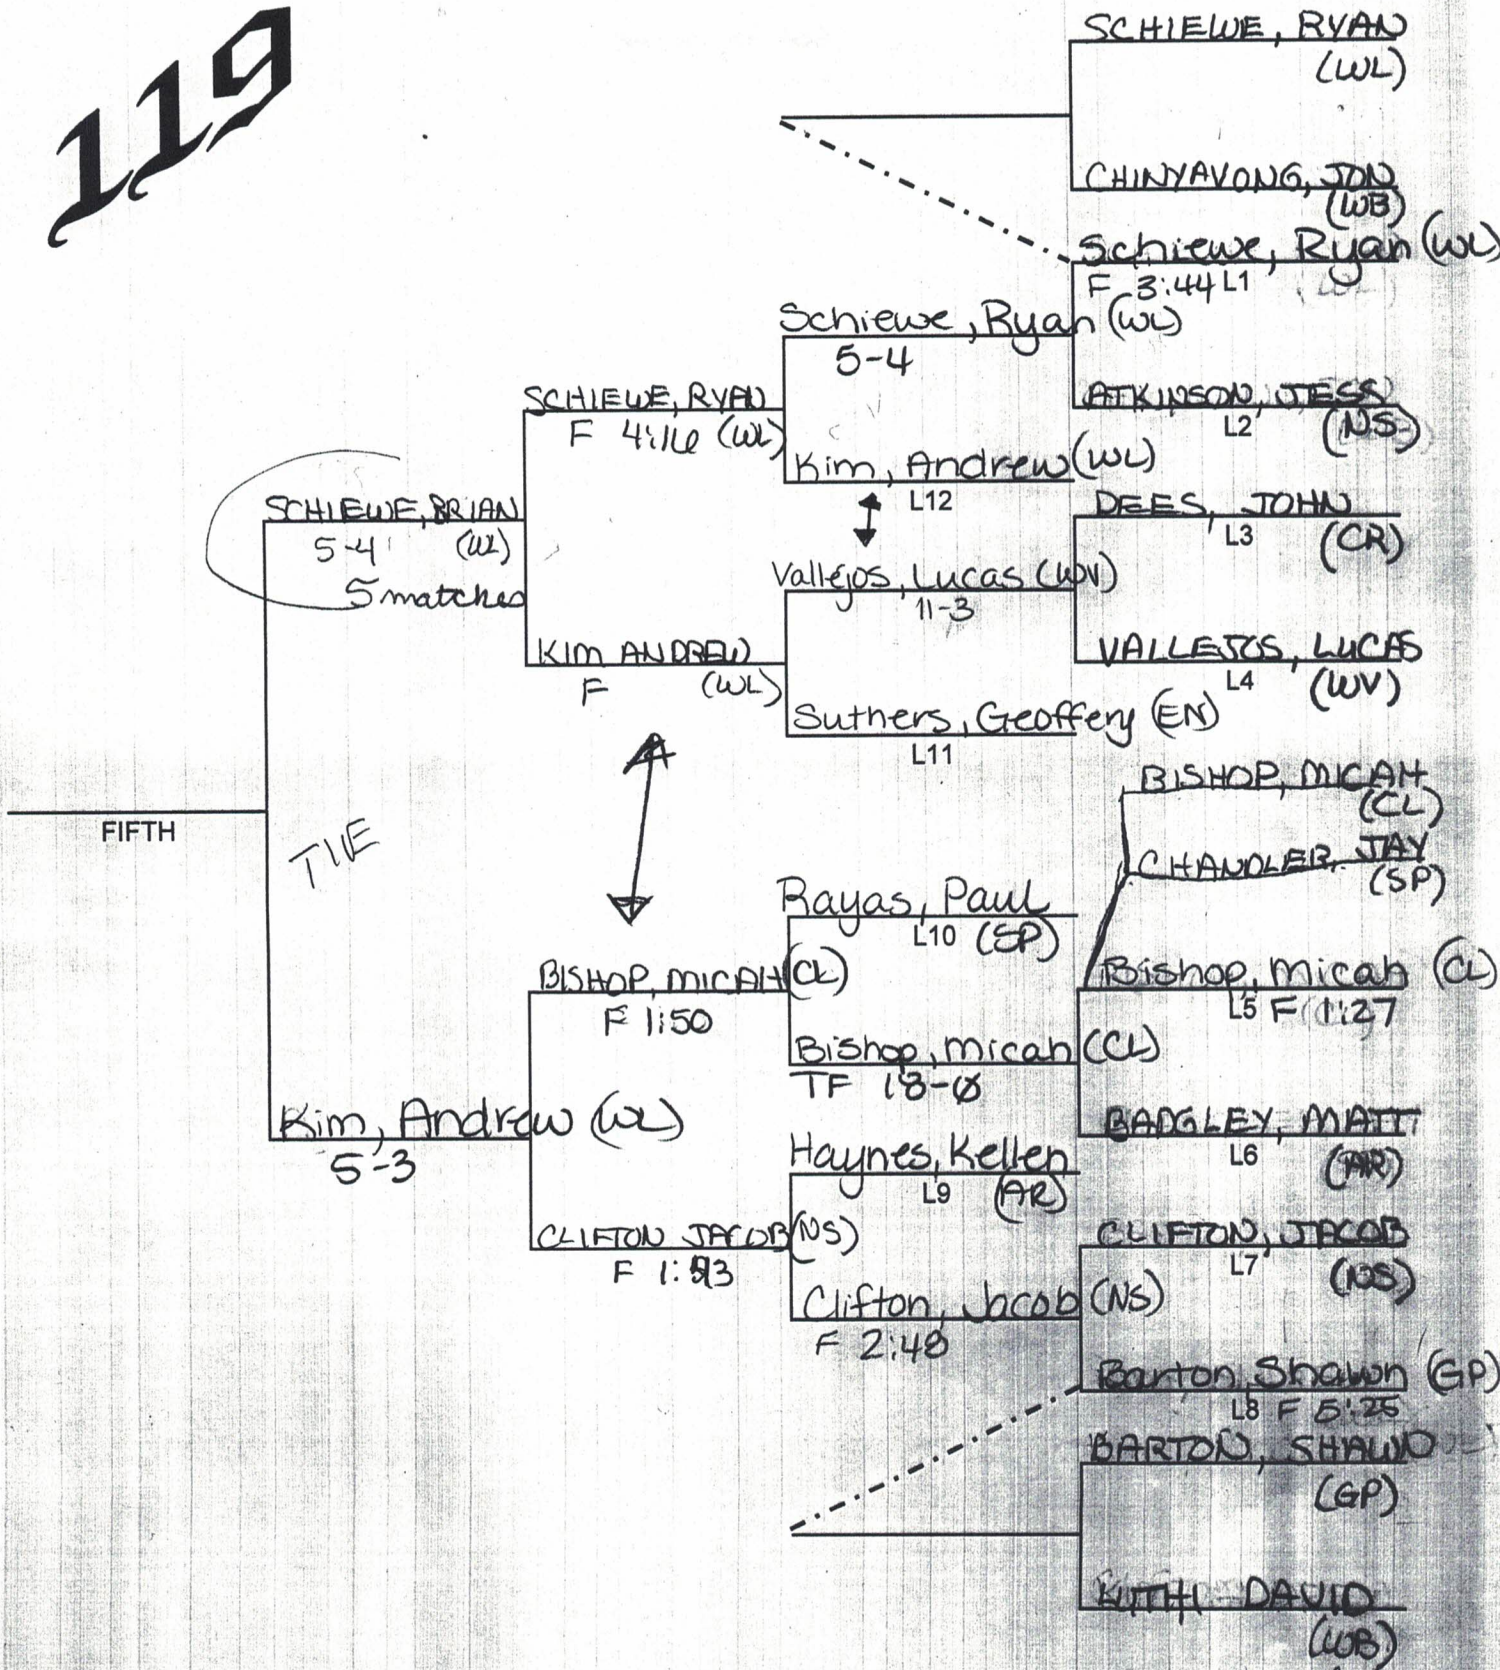 119
SCHIEWE, RYAN
(WL)
CHINYAVONG, JON
(WB)
Schiewe, Ryan (WL)
F 3:44 L1
Schiewe, Ryan (WL)
5-4
ATKINSON, JESS
L2 (NS)
SCHIEWE, RYAN
F 4:16 (WL)
Kim, Andrew (WL)
L12
DEES, JOHN
L3 (CR)
SCHIEWE, BRIAN
5-4 (WL)
5 matches
Vallejos, Lucas (WV)
11-3
KIM ANDREW
F (WL)
VALLEJOS, LUCAS
L4 (WV)
Suthers, Geoffery (EN)
L11
BISHOP, MICAH
(CL)
FIFTH
TIE
CHANDLER, JAY
(SP)
Rayas, Paul
L10 (SP)
BISHOP, MICAH (CL)
F 1:50
Bishop, Micah (CL)
L5 F 1:27
Bishop, Micah (CL)
TF 18-0
Kim, Andrew (WL)
5-3
BADGLEY, MATT
L6 (AR)
Haynes, Kellen
L9 (AR)
CLIFTON JACOB (NS)
F
CLIFTON, JACOB
L7 (NS)
Clifton, Jacob (NS)
F 2:48
Barton, Shawn (GP)
L8 F 5:25
BARTON, SHAWN
(GP)
KUTHI DAVID
(WB)